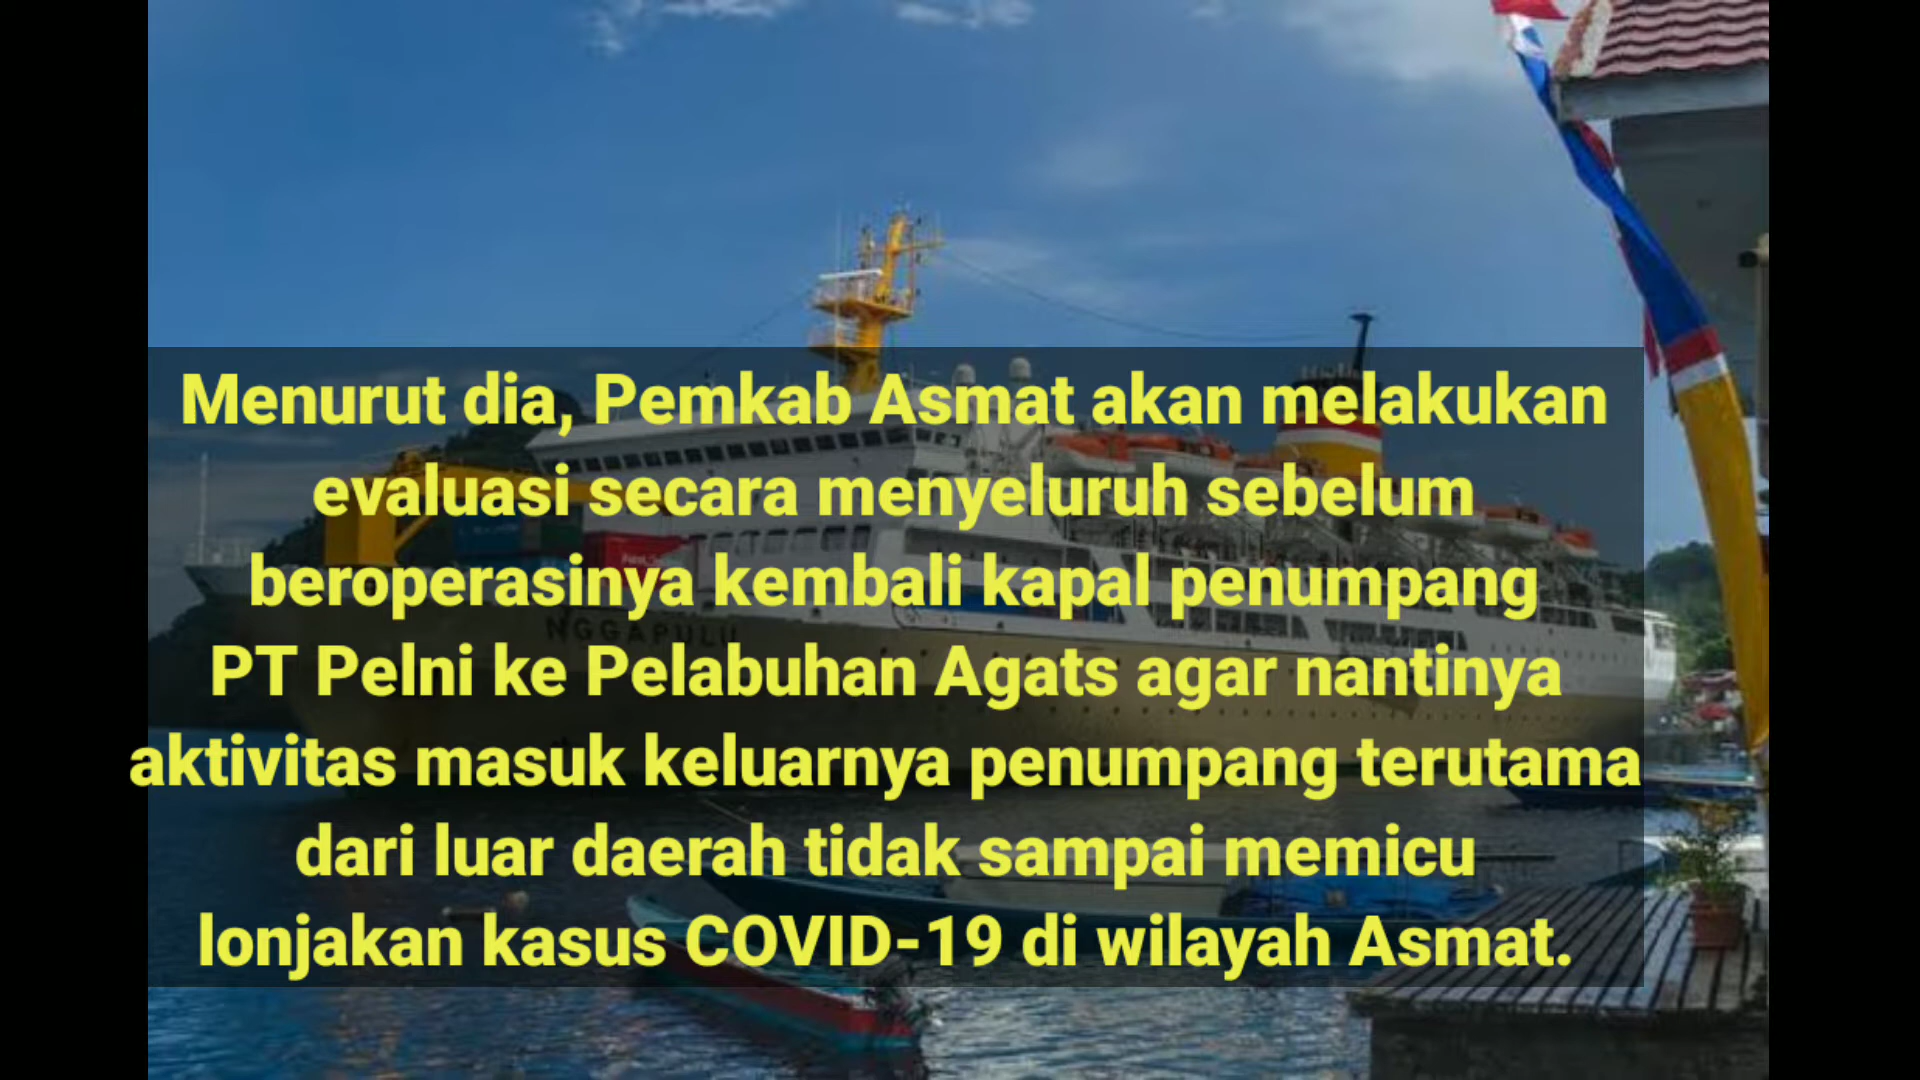 Menurut dia, Pemkab Asmat akan melakukan
evaluasi secara menyeluruh sebelum
beroperasinya kembali kapal penumpang
PT Pelni ke Pelabuhan Agats agar nantinya
aktivitas masuk keluarnya penumpang terutama
dari luar daerah tidak sampai memicu
lonjakan kasus COVID-19 di wilayah Asmat.
NGGAPULU